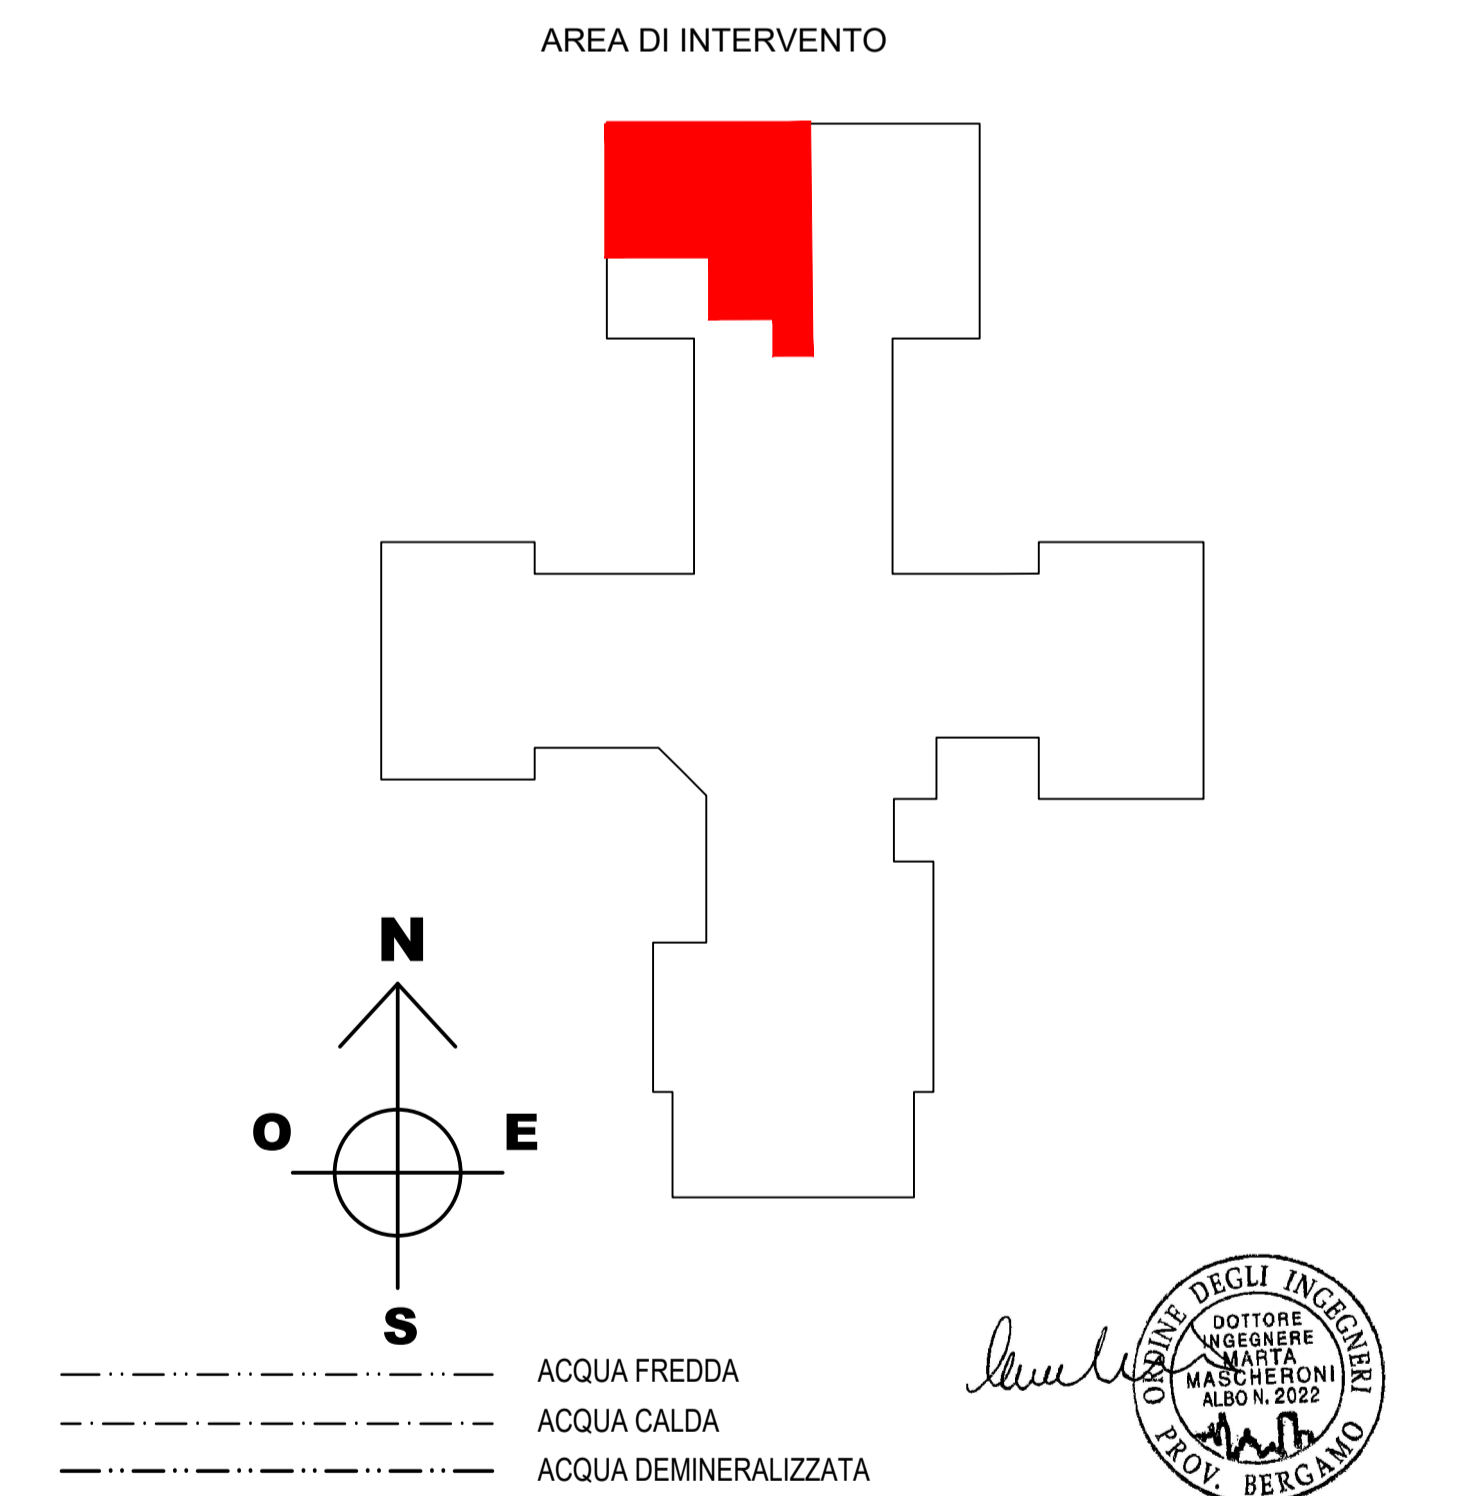 AREA DI INTERVENTO
N
O
E
S
ACQUA FREDDA
ACQUA CALDA
ACQUA DEMINERALIZZATA
ORDINE DEGLI INGEGNERI
DOTTORE
INGEGNERE
MARTA
MASCHERONI
ALBO N. 2022
PROV. BERGAMO